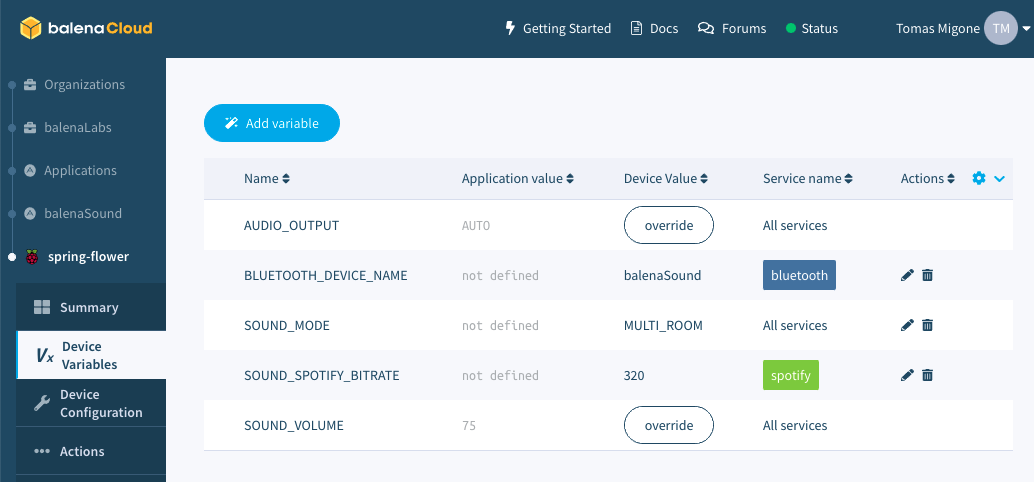 balenaCloud
Getting Started Docs Forums Status Tomas Migone TM
Organizations
balenaLabs
Applications
balenaSound
spring-flower
Summary
Vx Device Variables
Device Configuration
Actions
Add variable
Name Application value Device Value Service name Actions
AUDIO_OUTPUT AUTO override All services
BLUETOOTH_DEVICE_NAME not defined balenaSound bluetooth
SOUND_MODE not defined MULTI_ROOM All services
SOUND_SPOTIFY_BITRATE not defined 320 spotify
SOUND_VOLUME 75 override All services